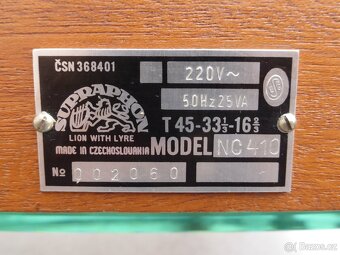 ČSN 368401
220V~
50Hz 25VA
SUPRAPHON
LION WITH LYRE
MADE IN CZECHOSLOVAKIA
T 45-33⅓-16⅔
MODEL NC 410
№ 002060